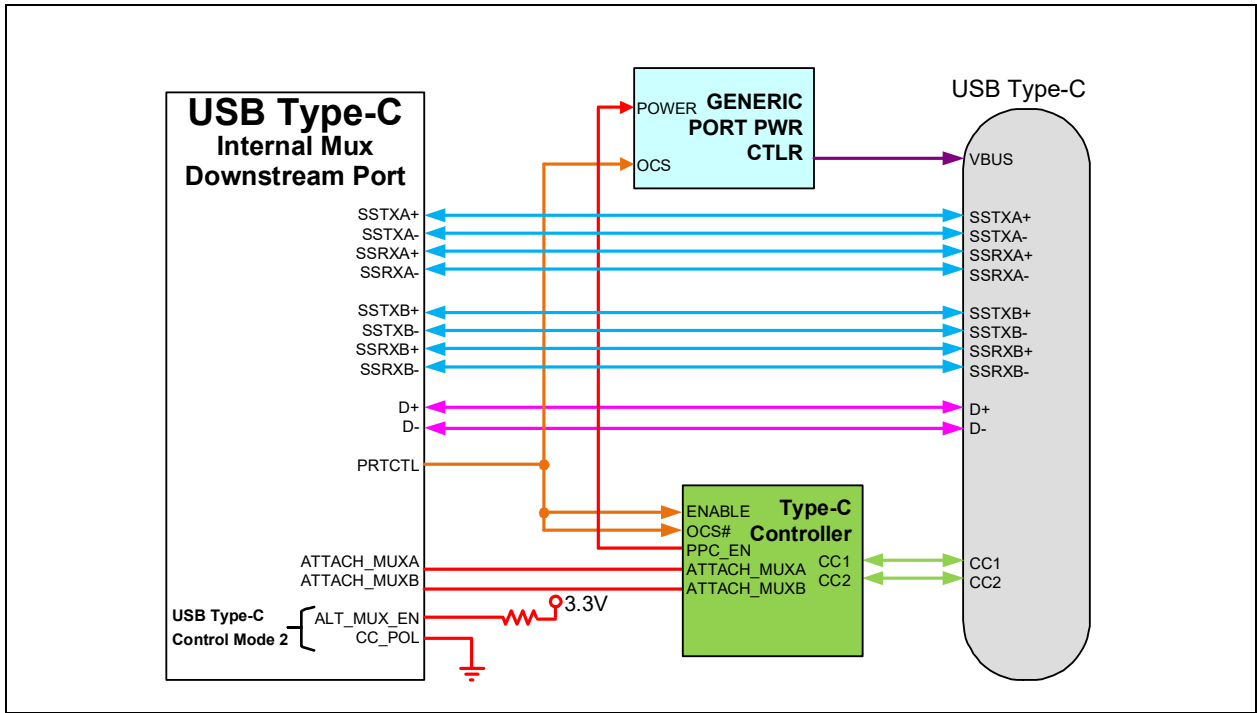 USB Type-C
Internal Mux
Downstream Port
SSTXA+
SSTXA-
SSRXA+
SSRXA-
SSTXB+
SSTXB-
SSRXB+
SSRXB-
D+
D-
PRTCTL
ATTACH_MUXA
ATTACH_MUXB
USB Type-C
Control Mode 2
ALT_MUX_EN
CC_POL
3.3V
POWER
OCS
GENERIC
PORT PWR
CTLR
ENABLE
OCS#
PPC_EN
ATTACH_MUXA
ATTACH_MUXB
Type-C
Controller
CC1
CC2
USB Type-C
VBUS
SSTXA+
SSTXA-
SSRXA+
SSRXA-
SSTXB+
SSTXB-
SSRXB+
SSRXB-
D+
D-
CC1
CC2